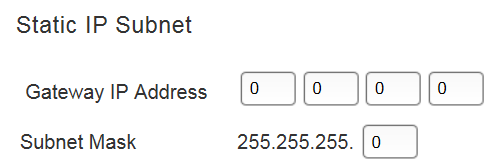 Static IP Subnet
Gateway IP Address 0 0 0 0
Subnet Mask 255.255.255. 0